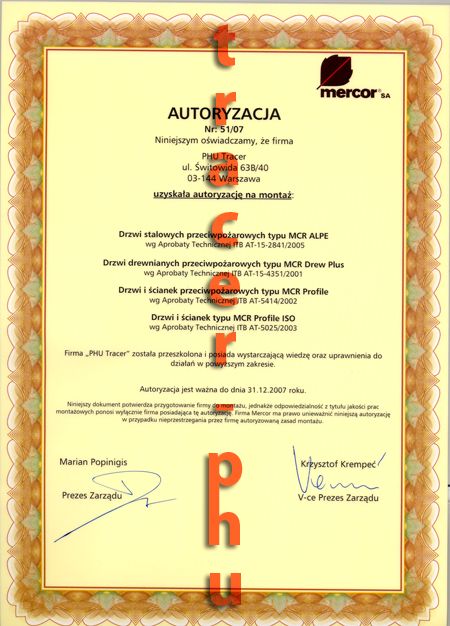 mercor® SA
AUTORYZACJA
Nr: 51/07
Niniejszym oświadczamy, że firma
PHU Tracer
ul. Świtowida 63B/40
03-144 Warszawa
uzyskała autoryzację na montaż:
Drzwi stalowych przeciwpożarowych typu MCR ALPE
wg Aprobaty Technicznej ITB AT-15-2841/2005
Drzwi drewnianych przeciwpożarowych typu MCR Drew Plus
wg Aprobaty Technicznej ITB AT-15-4351/2001
Drzwi i ścianek przeciwpożarowych typu MCR Profile
wg Aprobaty Technicznej ITB AT-5414/2002
Drzwi i ścianek typu MCR Profile ISO
wg Aprobaty Technicznej ITB AT-5025/2003
Firma „PHU Tracer” została przeszkolona i posiada wystarczającą wiedzę oraz uprawnienia do
działań w powyższym zakresie.
Autoryzacja jest ważna do dnia 31.12.2007 roku.
Niniejszy dokument potwierdza przygotowanie firmy do montażu, jednakże odpowiedzialność z tytułu jakości prac
montażowych ponosi wyłącznie firma posiadająca tę autoryzację. Firma Mercor ma prawo unieważnić niniejszą autoryzację
w przypadku nieprzestrzegania przez firmę autoryzowaną zasad montażu.
Marian Popinigis
Prezes Zarządu
Krzysztof Krempeć
V-ce Prezes Zarządu
tracer-phu